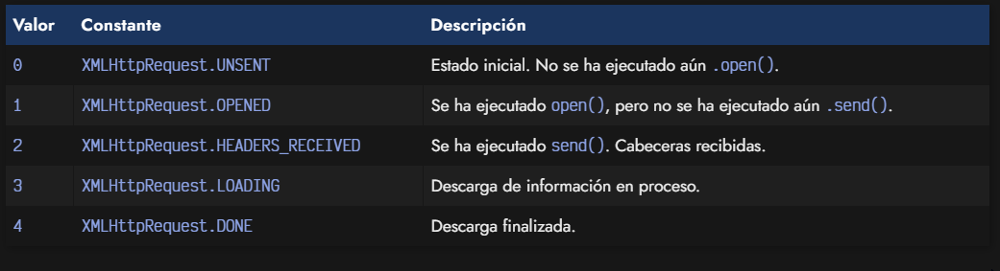 Valor Constante Descripción
0 XMLHttpRequest.UNSENT Estado inicial. No se ha ejecutado aún .open().
1 XMLHttpRequest.OPENED Se ha ejecutado open(), pero no se ha ejecutado aún .send().
2 XMLHttpRequest.HEADERS_RECEIVED Se ha ejecutado send(). Cabeceras recibidas.
3 XMLHttpRequest.LOADING Descarga de información en proceso.
4 XMLHttpRequest.DONE Descarga finalizada.